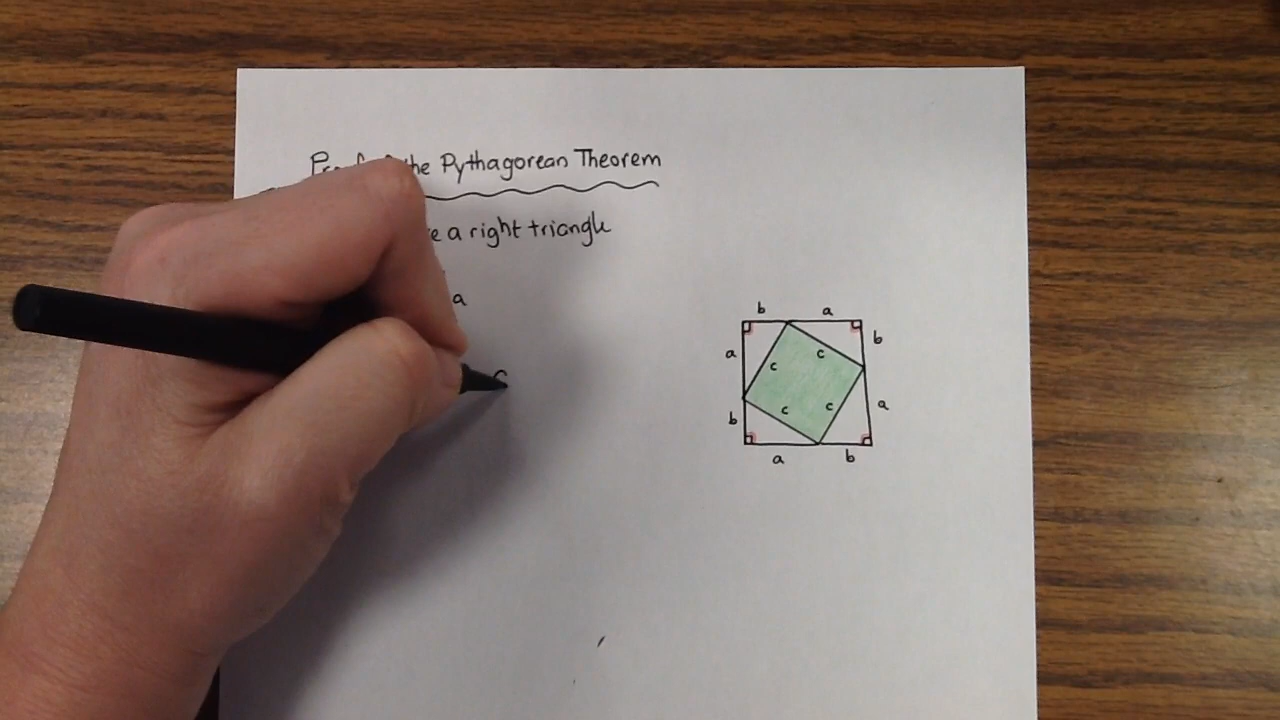 the Pythagorean Theorem
a right triangle
a
c
b a
a b
c c
b c c a
a b